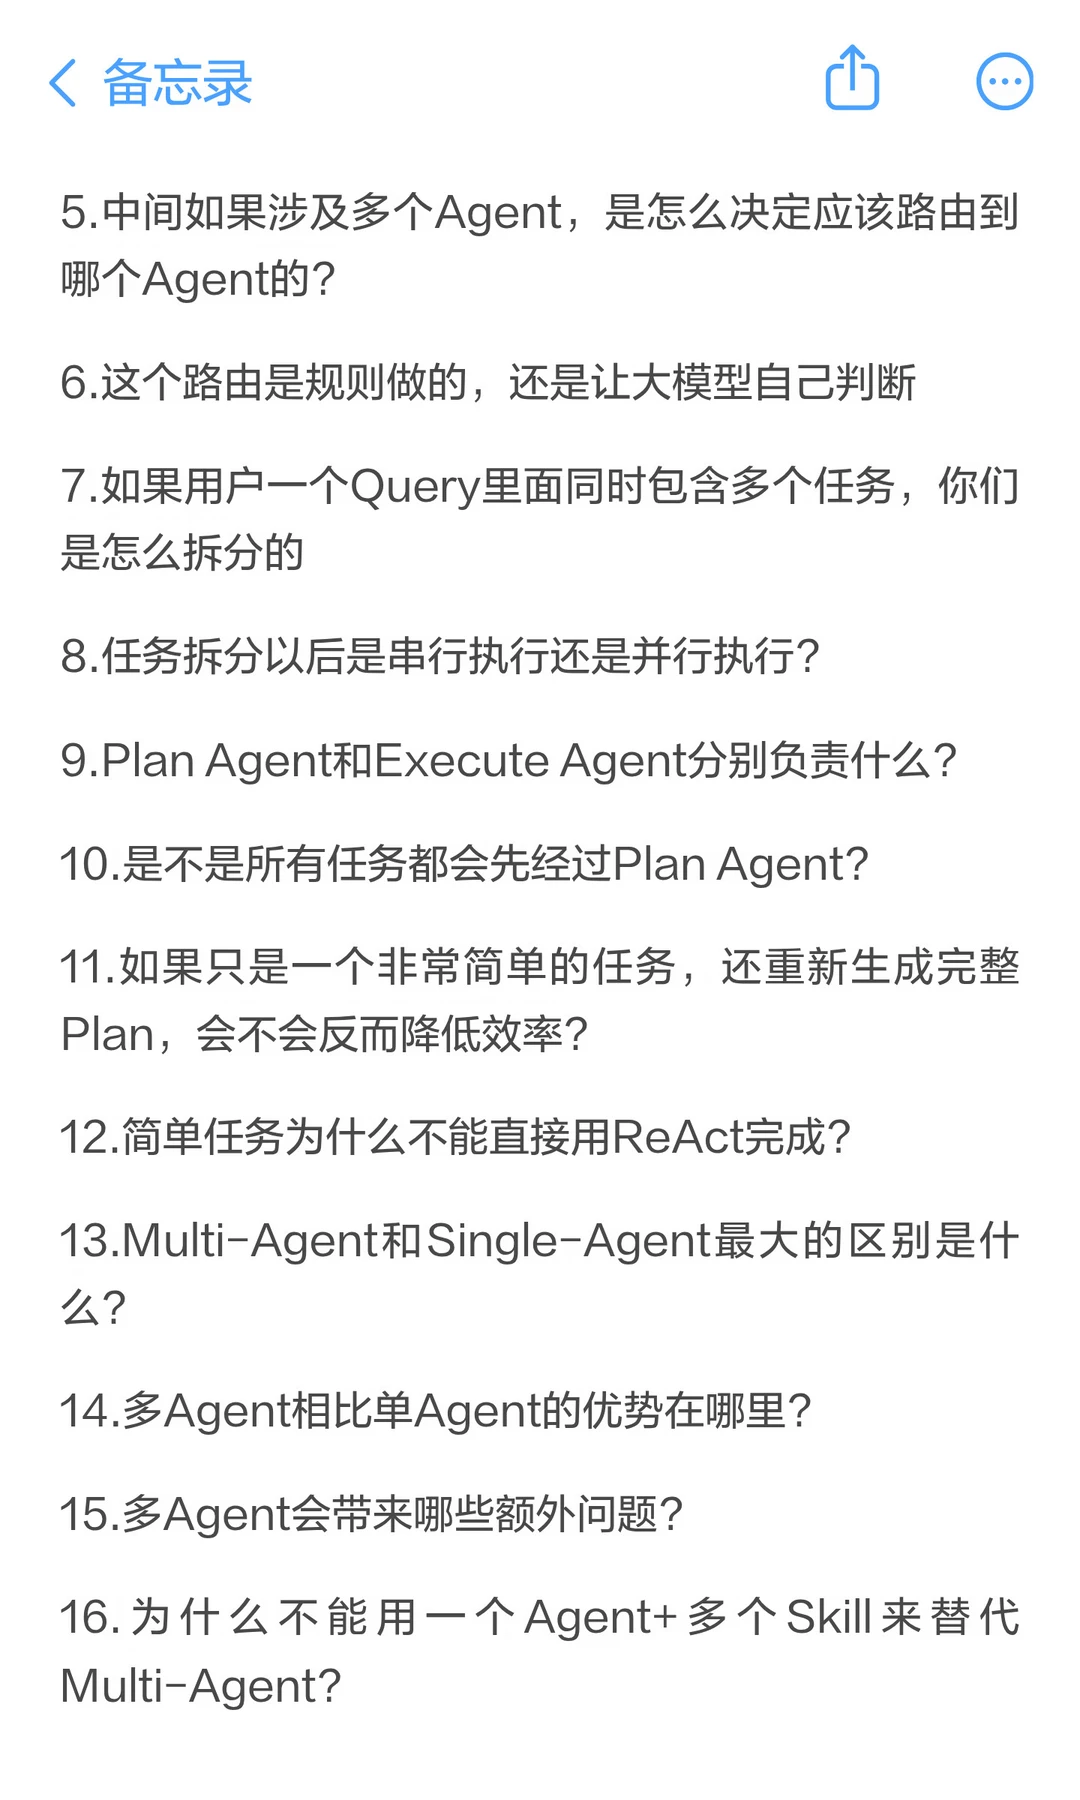 备忘录
5.中间如果涉及多个Agent，是怎么决定应该路由到
哪个Agent的？
6.这个路由是规则做的，还是让大模型自己判断
7.如果用户一个Query里面同时包含多个任务，你们
是怎么拆分的
8.任务拆分以后是串行执行还是并行执行？
9.Plan Agent和Execute Agent分别负责什么？
10.是不是所有任务都会先经过Plan Agent？
11.如果只是一个非常简单的任务，还重新生成完整
Plan，会不会反而降低效率？
12.简单任务为什么不能直接用ReAct完成？
13.Multi-Agent和Single-Agent最大的区别是什
么？
14.多Agent相比单Agent的优势在哪里？
15.多Agent会带来哪些额外问题？
16.为什么不能用一个Agent+多个Skill来替代
Multi-Agent？